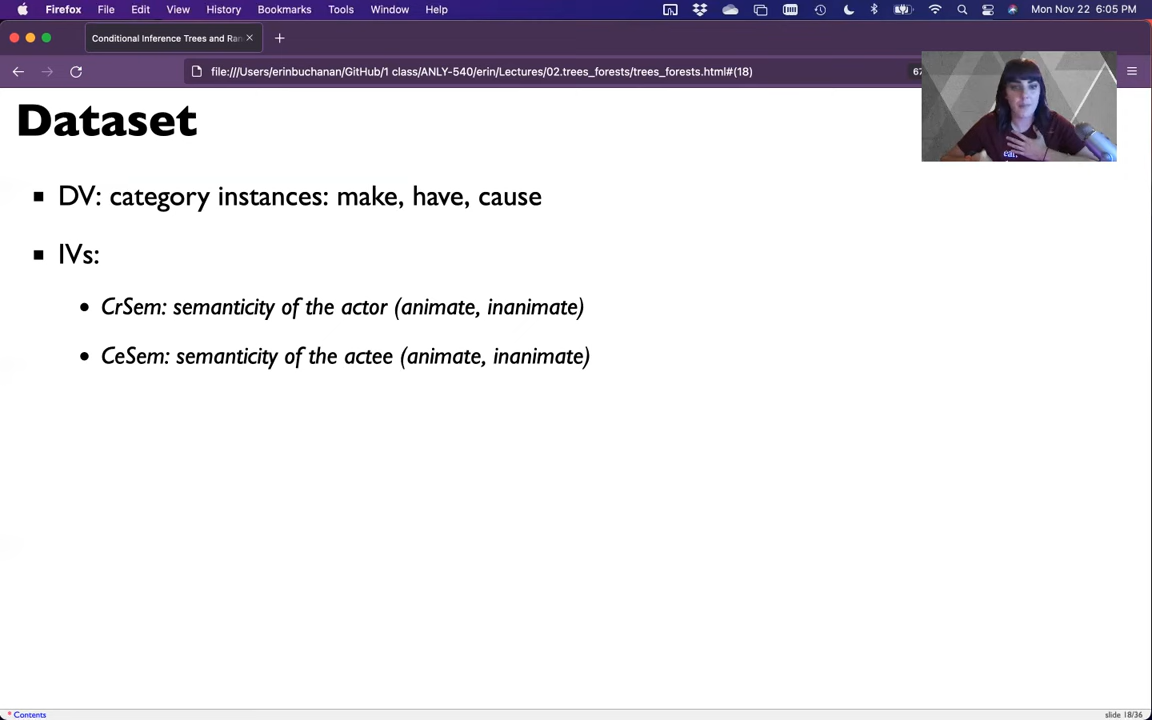 Firefox File Edit View History Bookmarks Tools Window Help Mon Nov 22 6:05 PM
Conditional Inference Trees and Ran
file:///Users/erinbuchanan/GitHub/1 class/ANLY-540/erin/Lectures/02.trees_forests/trees_forests.html#(18)
Dataset
DV: category instances: make, have, cause
IVs:
CrSem: semanticity of the actor (animate, inanimate)
CeSem: semanticity of the actee (animate, inanimate)
* Contents
slide 18/36